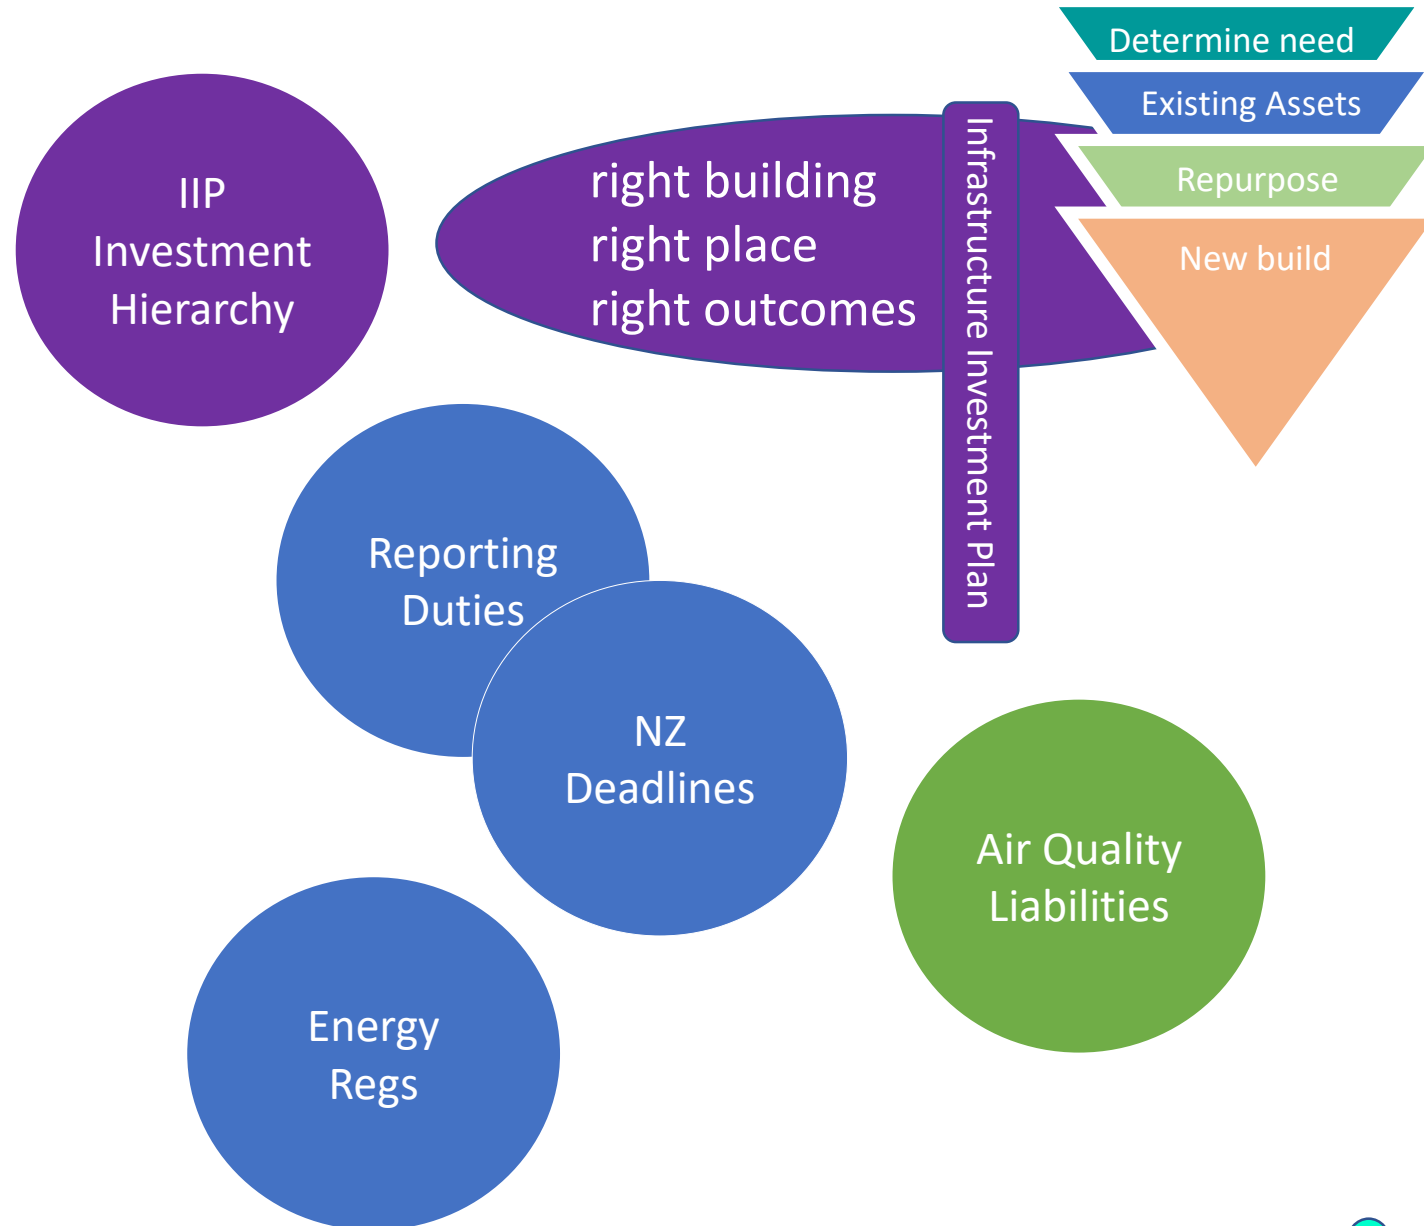 IIP
Investment
Hierarchy
right building
right place
right outcomes
Infrastructure Investment Plan
Determine need
Existing Assets
Repurpose
New build
Reporting
Duties
NZ
Deadlines
Air Quality
Liabilities
Energy
Regs